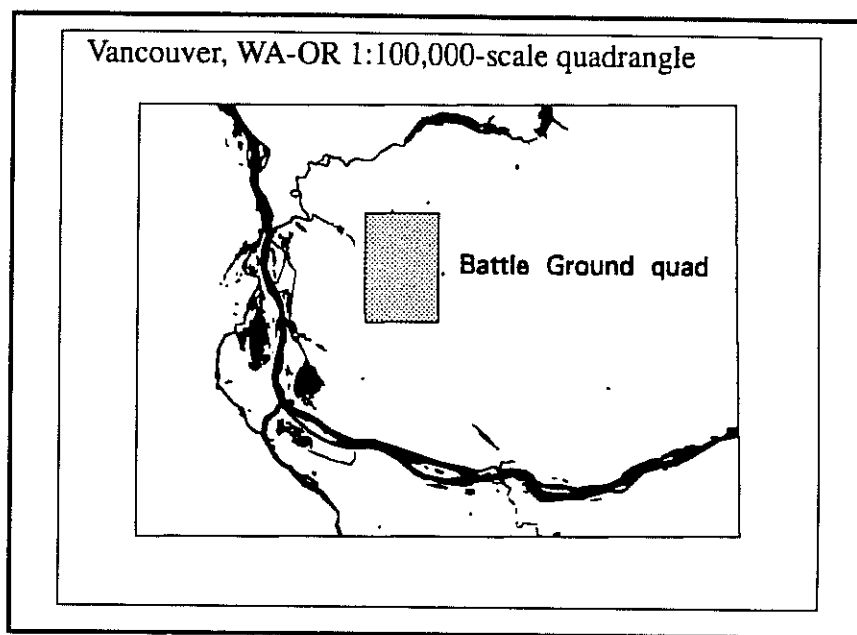 Vancouver, WA-OR 1:100,000-scale quadrangle
Battle Ground quad